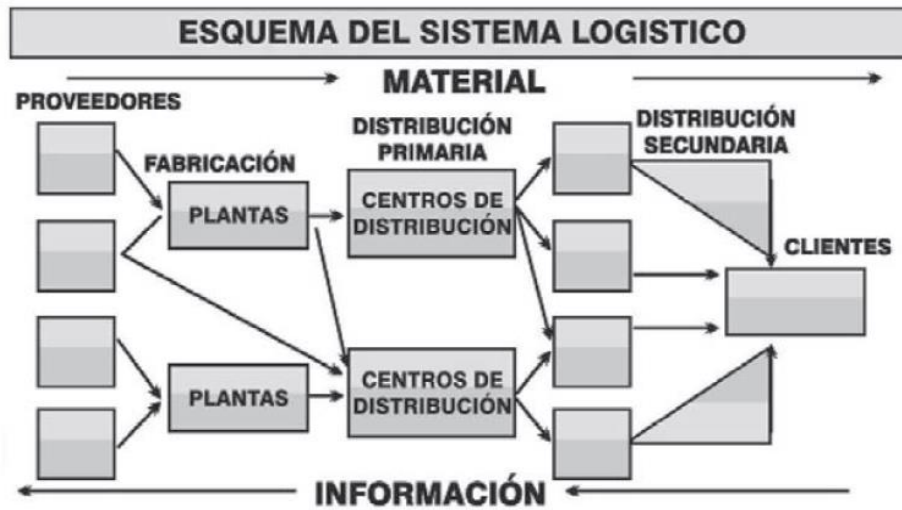 ESQUEMA DEL SISTEMA LOGISTICO
MATERIAL
PROVEEDORES
FABRICACIÓN
DISTRIBUCIÓN
PRIMARIA
DISTRIBUCIÓN
SECUNDARIA
PLANTAS
CENTROS DE
DISTRIBUCIÓN
CLIENTES
PLANTAS
CENTROS DE
DISTRIBUCIÓN
INFORMACIÓN